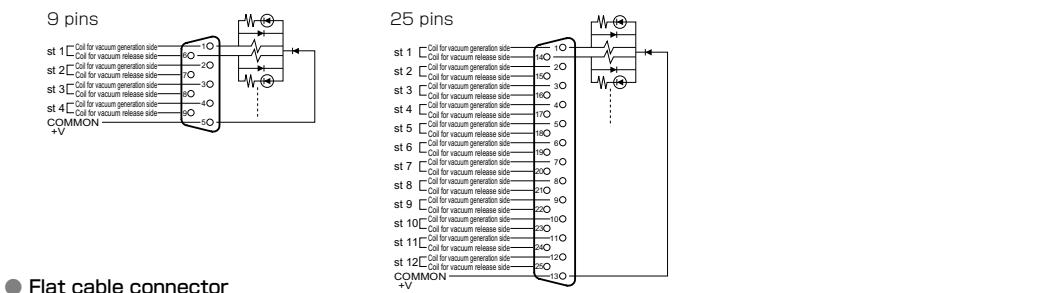 9 pins
st 1 Coil for vacuum generation side 1
Coil for vacuum release side 6
st 2 Coil for vacuum generation side 2
Coil for vacuum release side 7
st 3 Coil for vacuum generation side 3
Coil for vacuum release side 8
st 4 Coil for vacuum generation side 4
Coil for vacuum release side 9
COMMON 5
+V
25 pins
st 1 Coil for vacuum generation side 1
Coil for vacuum release side 14
st 2 Coil for vacuum generation side 2
Coil for vacuum release side 15
st 3 Coil for vacuum generation side 3
Coil for vacuum release side 16
st 4 Coil for vacuum generation side 4
Coil for vacuum release side 17
st 5 Coil for vacuum generation side 5
Coil for vacuum release side 18
st 6 Coil for vacuum generation side 6
Coil for vacuum release side 19
st 7 Coil for vacuum generation side 7
Coil for vacuum release side 20
st 8 Coil for vacuum generation side 8
Coil for vacuum release side 21
st 9 Coil for vacuum generation side 9
Coil for vacuum release side 22
st 10 Coil for vacuum generation side 10
Coil for vacuum release side 23
st 11 Coil for vacuum generation side 11
Coil for vacuum release side 24
st 12 Coil for vacuum generation side 12
Coil for vacuum release side 25
COMMON 13
+V
● Flat cable connector